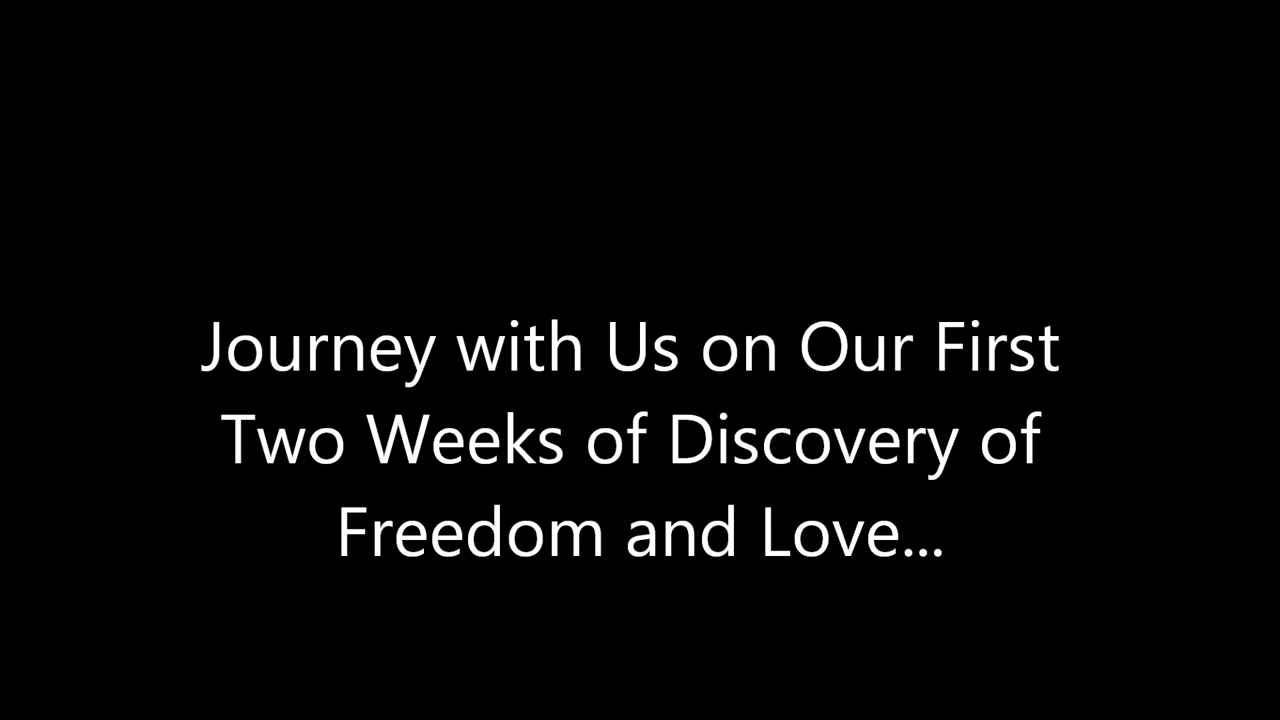 Journey with Us on Our First
Two Weeks of Discovery of
Freedom and Love...